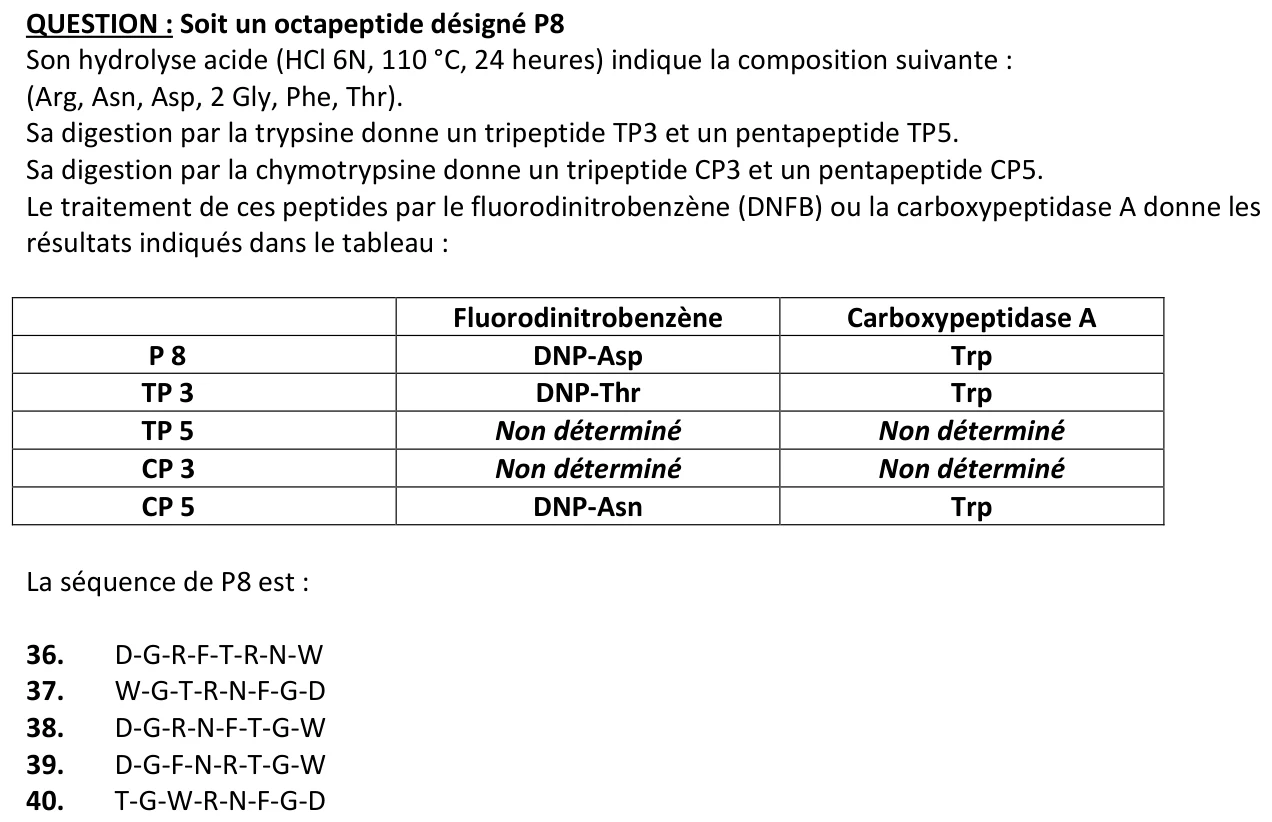 QUESTION : Soit un octapeptide désigné P8
Son hydrolyse acide (HCl 6N, 110 °C, 24 heures) indique la composition suivante :
(Arg, Asn, Asp, 2 Gly, Phe, Thr).
Sa digestion par la trypsine donne un tripeptide TP3 et un pentapeptide TP5.
Sa digestion par la chymotrypsine donne un tripeptide CP3 et un pentapeptide CP5.
Le traitement de ces peptides par le fluorodinitrobenzène (DNFB) ou la carboxypeptidase A donne les
résultats indiqués dans le tableau :
Fluorodinitrobenzène Carboxypeptidase A
P 8 DNP-Asp Trp
TP 3 DNP-Thr Trp
TP 5 Non déterminé Non déterminé
CP 3 Non déterminé Non déterminé
CP 5 DNP-Asn Trp
La séquence de P8 est :
36. D-G-R-F-T-R-N-W
37. W-G-T-R-N-F-G-D
38. D-G-R-N-F-T-G-W
39. D-G-F-N-R-T-G-W
40. T-G-W-R-N-F-G-D